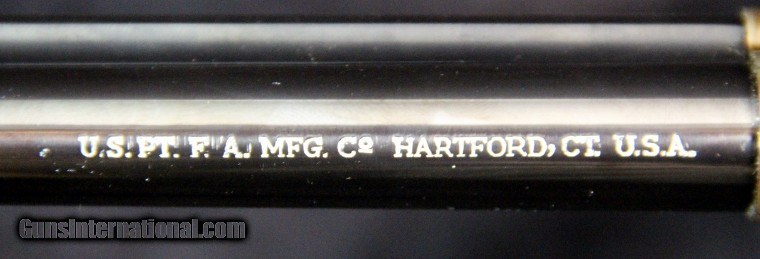 U.S. PT. F. A. MFG. Cº HARTFORD, CT. U.S.A.
GunsInternational.com